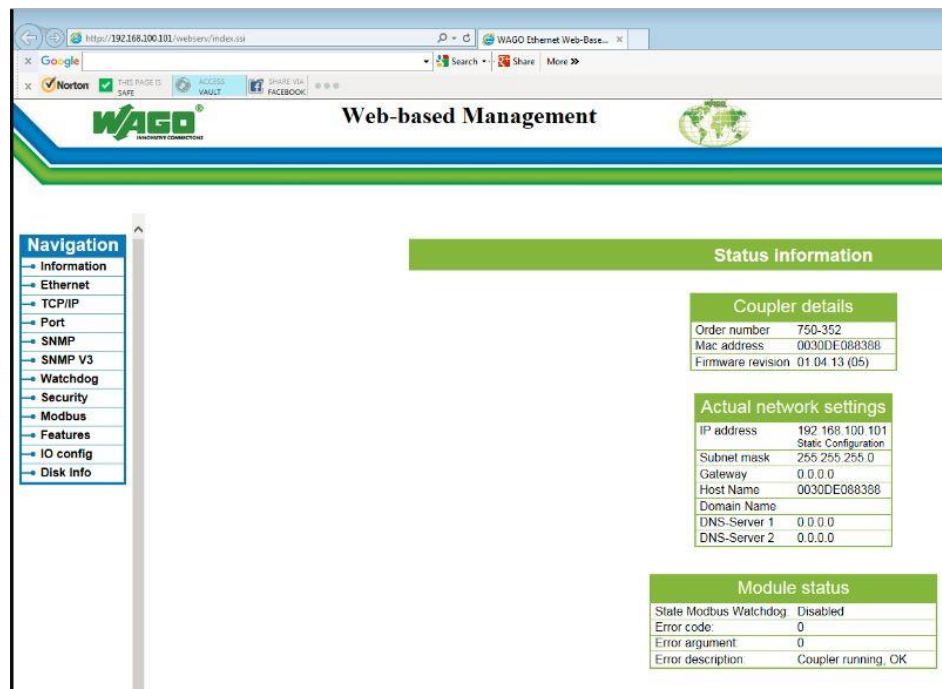 http://192.168.100.101/webserv/index.ssi
WAGO Ethernet Web-Base...
x Google Search Share More »
x Norton THIS PAGE IS SAFE ACCESS VAULT SHARE VIA FACEBOOK
WAGO®
INNOVATIVE CONNECTIONS
Web-based Management
Navigation
Information
Ethernet
TCP/IP
Port
SNMP
SNMP V3
Watchdog
Security
Modbus
Features
IO config
Disk Info
Status information
Coupler details
Order number 750-352
Mac address 0030DE088388
Firmware revision 01.04.13 (05)
Actual network settings
IP address 192.168.100.101
Static Configuration
Subnet mask 255.255.255.0
Gateway 0.0.0.0
Host Name 0030DE088388
Domain Name
DNS-Server 1 0.0.0.0
DNS-Server 2 0.0.0.0
Module status
State Modbus Watchdog: Disabled
Error code: 0
Error argument: 0
Error description: Coupler running, OK